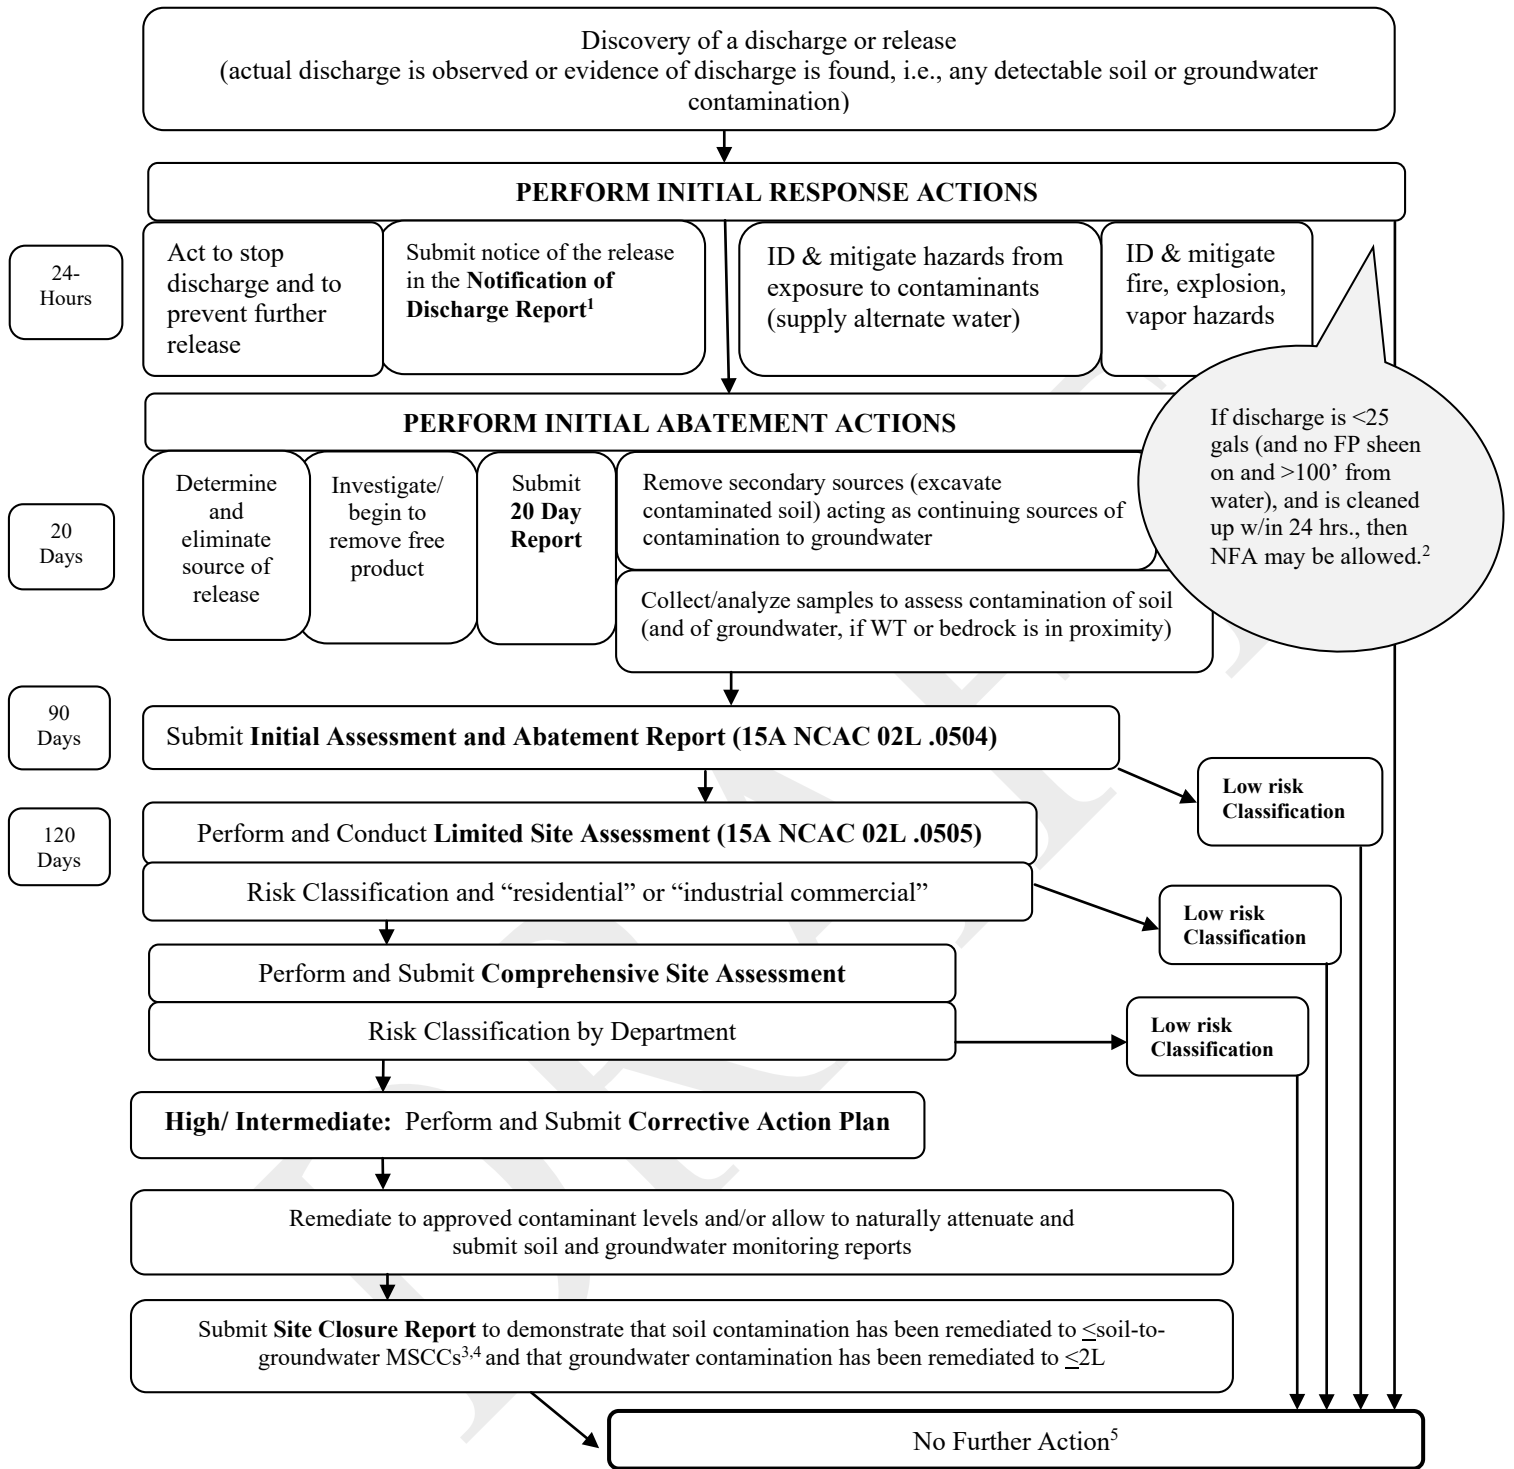 Discovery of a discharge or release
(actual discharge is observed or evidence of discharge is found, i.e., any detectable soil or groundwater
contamination)
PERFORM INITIAL RESPONSE ACTIONS
24-
Hours
Act to stop
discharge and to
prevent further
release
Submit notice of the release
in the Notification of
Discharge Report1
ID & mitigate hazards from
exposure to contaminants
(supply alternate water)
ID & mitigate
fire, explosion,
vapor hazards
If discharge is <25
gals (and no FP sheen
on and >100’ from
water), and is cleaned
up w/in 24 hrs., then
NFA may be allowed.2
PERFORM INITIAL ABATEMENT ACTIONS
20
Days
Determine
and
eliminate
source of
release
Investigate/
begin to
remove free
product
Submit
20 Day
Report
Remove secondary sources (excavate
contaminated soil) acting as continuing sources of
contamination to groundwater
Collect/analyze samples to assess contamination of soil
(and of groundwater, if WT or bedrock is in proximity)
90
Days
Submit Initial Assessment and Abatement Report (15A NCAC 02L .0504)
Low risk
Classification
120
Days
Perform and Conduct Limited Site Assessment (15A NCAC 02L .0505)
Risk Classification and “residential” or “industrial commercial”
Low risk
Classification
Perform and Submit Comprehensive Site Assessment
Risk Classification by Department
Low risk
Classification
High/ Intermediate: Perform and Submit Corrective Action Plan
Remediate to approved contaminant levels and/or allow to naturally attenuate and
submit soil and groundwater monitoring reports
Submit Site Closure Report to demonstrate that soil contamination has been remediated to <soil-to-
groundwater MSCCs3,4 and that groundwater contamination has been remediated to <2L
No Further Action5
DRAFT